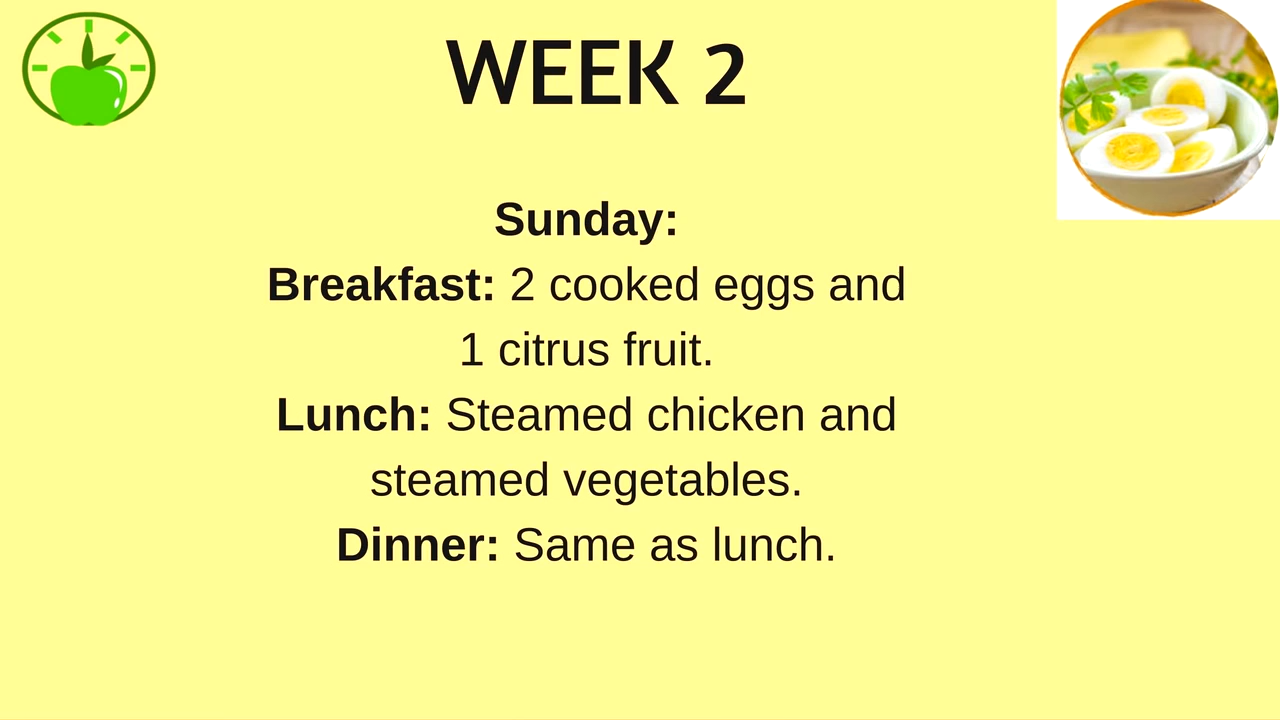 WEEK 2
Sunday:
Breakfast: 2 cooked eggs and
1 citrus fruit.
Lunch: Steamed chicken and
steamed vegetables.
Dinner: Same as lunch.